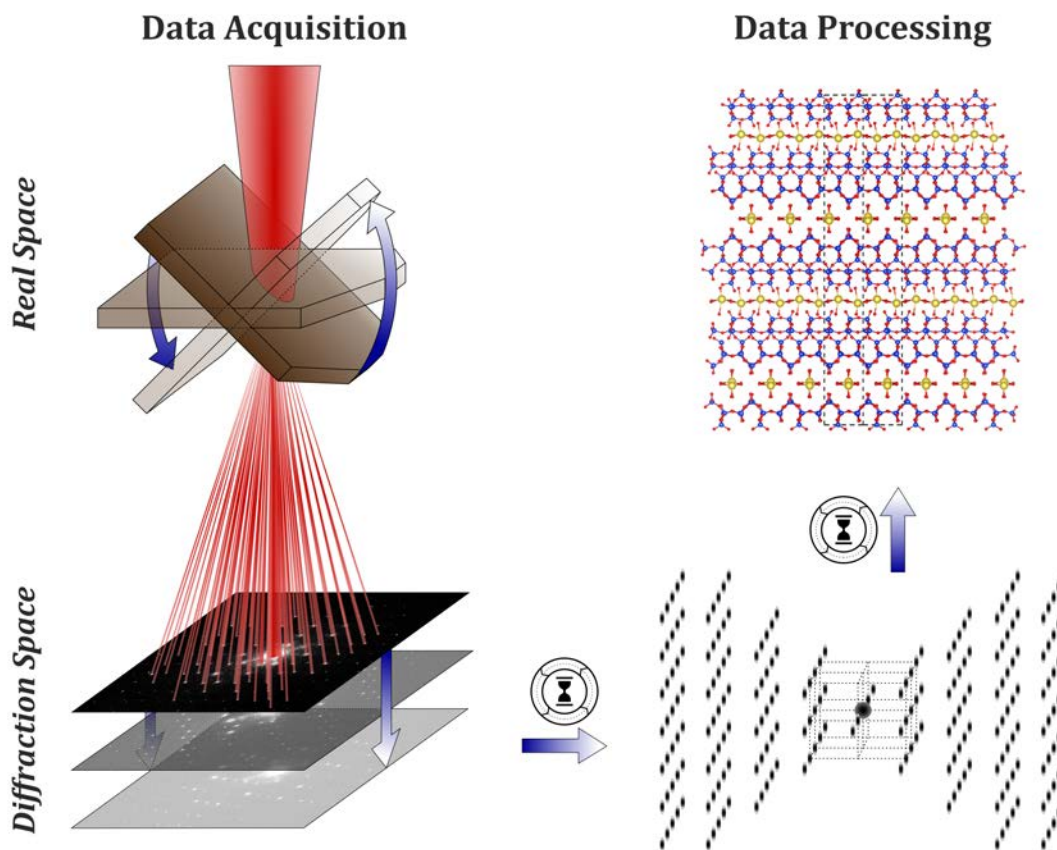 Data Acquisition
Data Processing
Real Space
Diffraction Space